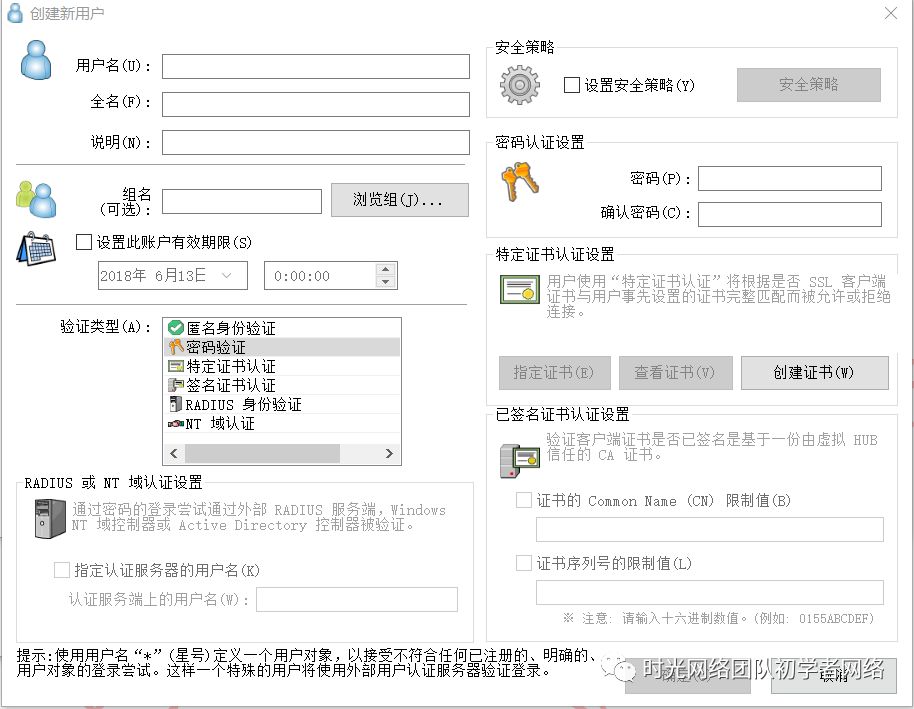 创建新用户
用户名(U)：
全名(F)：
说明(N)：
组名
(可选)：
浏览组(J)...
设置此账户有效期限(S)
2018年 6月13日
0:00:00
验证类型(A)：
匿名身份验证
密码验证
特定证书认证
签名证书认证
RADIUS 身份验证
NT 域认证
RADIUS 或 NT 域认证设置
通过密码的登录尝试通过外部 RADIUS 服务端，Windows
NT 域控制器或 Active Directory 控制器被验证。
指定认证服务器的用户名(K)
认证服务端上的用户名(W)：
安全策略
设置安全策略(Y)
安全策略
密码认证设置
密码(P)：
确认密码(C)：
特定证书认证设置
用户使用“特定证书认证”将根据是否 SSL 客户端
证书与用户事先设置的证书完整匹配而被允许或拒绝
连接。
指定证书(E)
查看证书(V)
创建证书(W)
已签名证书认证设置
验证客户端证书是否已签名是基于一份由虚拟 HUB
信任的 CA 证书。
证书的 Common Name (CN) 限制值(B)
证书序列号的限制值(L)
※ 注意: 请输入十六进制数值。(例如: 0155ABCDEF)
提示:使用用户名“*”(星号)定义一个用户对象，以接受不符合任何已注册的、明确的、
用户对象的登录尝试。这样一个特殊的用户将使用外部用户认证服务器验证登录。
时光网络团队初学者网络
取消